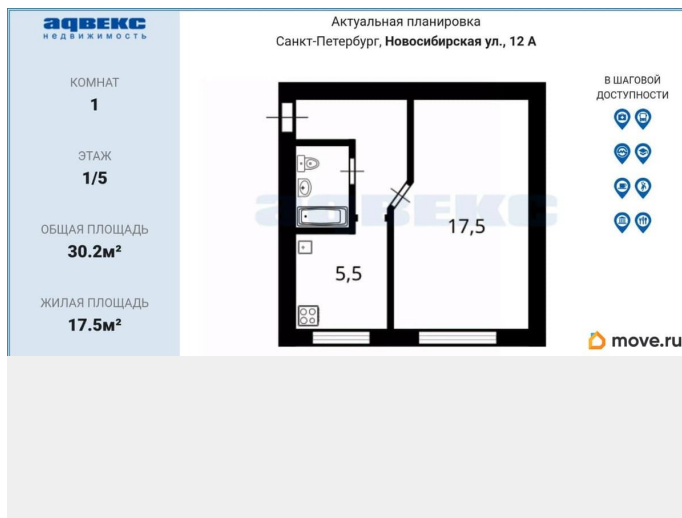 адвекс
недвижимость
Актуальная планировка
Санкт-Петербург, Новосибирская ул., 12 А
КОМНАТ
1
ЭТАЖ
1/5
ОБЩАЯ ПЛОЩАДЬ
30.2м²
ЖИЛАЯ ПЛОЩАДЬ
17.5м²
адвекс
17,5
5,5
В ШАГОВОЙ
ДОСТУПНОСТИ
move.ru